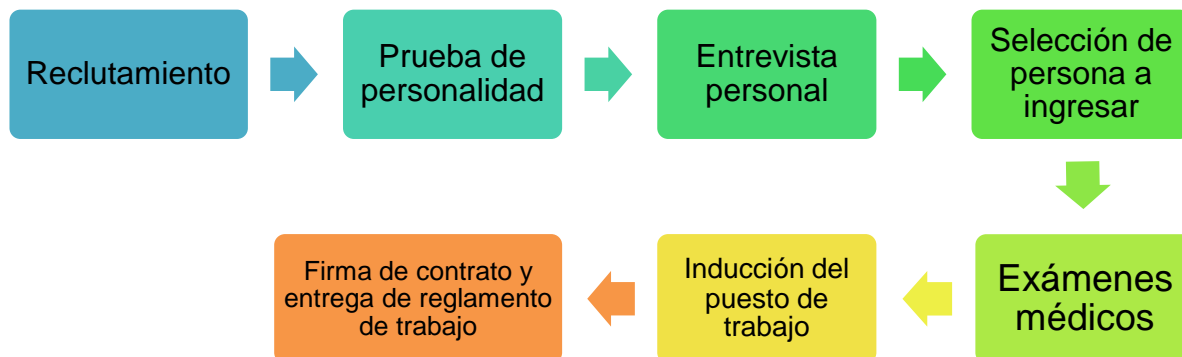 Reclutamiento
Prueba de
personalidad
Entrevista
personal
Selección de
persona a
ingresar
Exámenes
médicos
Inducción del
puesto de
trabajo
Firma de contrato y
entrega de reglamento
de trabajo